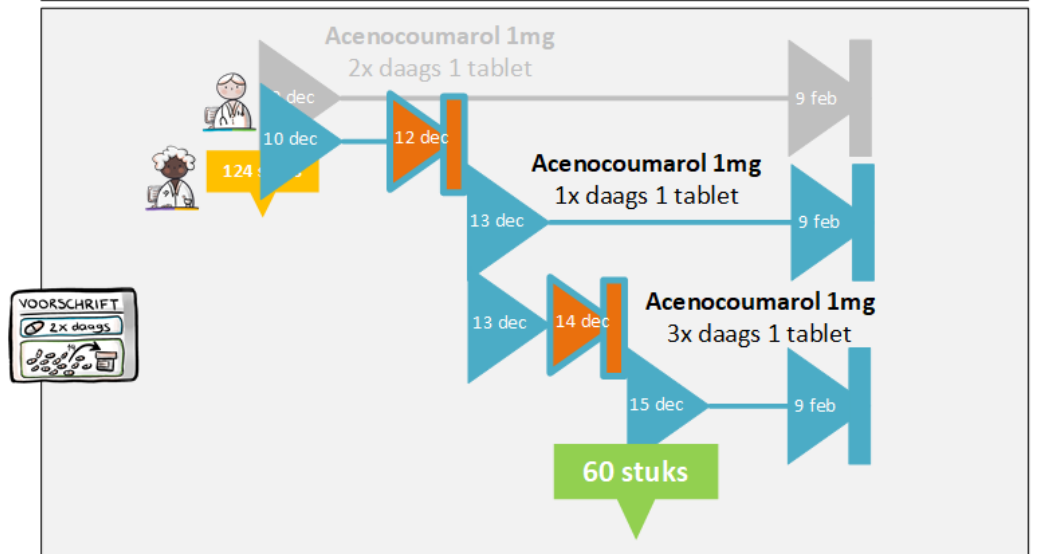 Acenocoumarol 1mg
2x daags 1 tablet
dec
9 feb
10 dec
12 dec
124
Acenocoumarol 1mg
1x daags 1 tablet
13 dec
9 feb
VOORSCHRIFT
2x daags
13 dec
14 dec
Acenocoumarol 1mg
3x daags 1 tablet
15 dec
9 feb
60 stuks